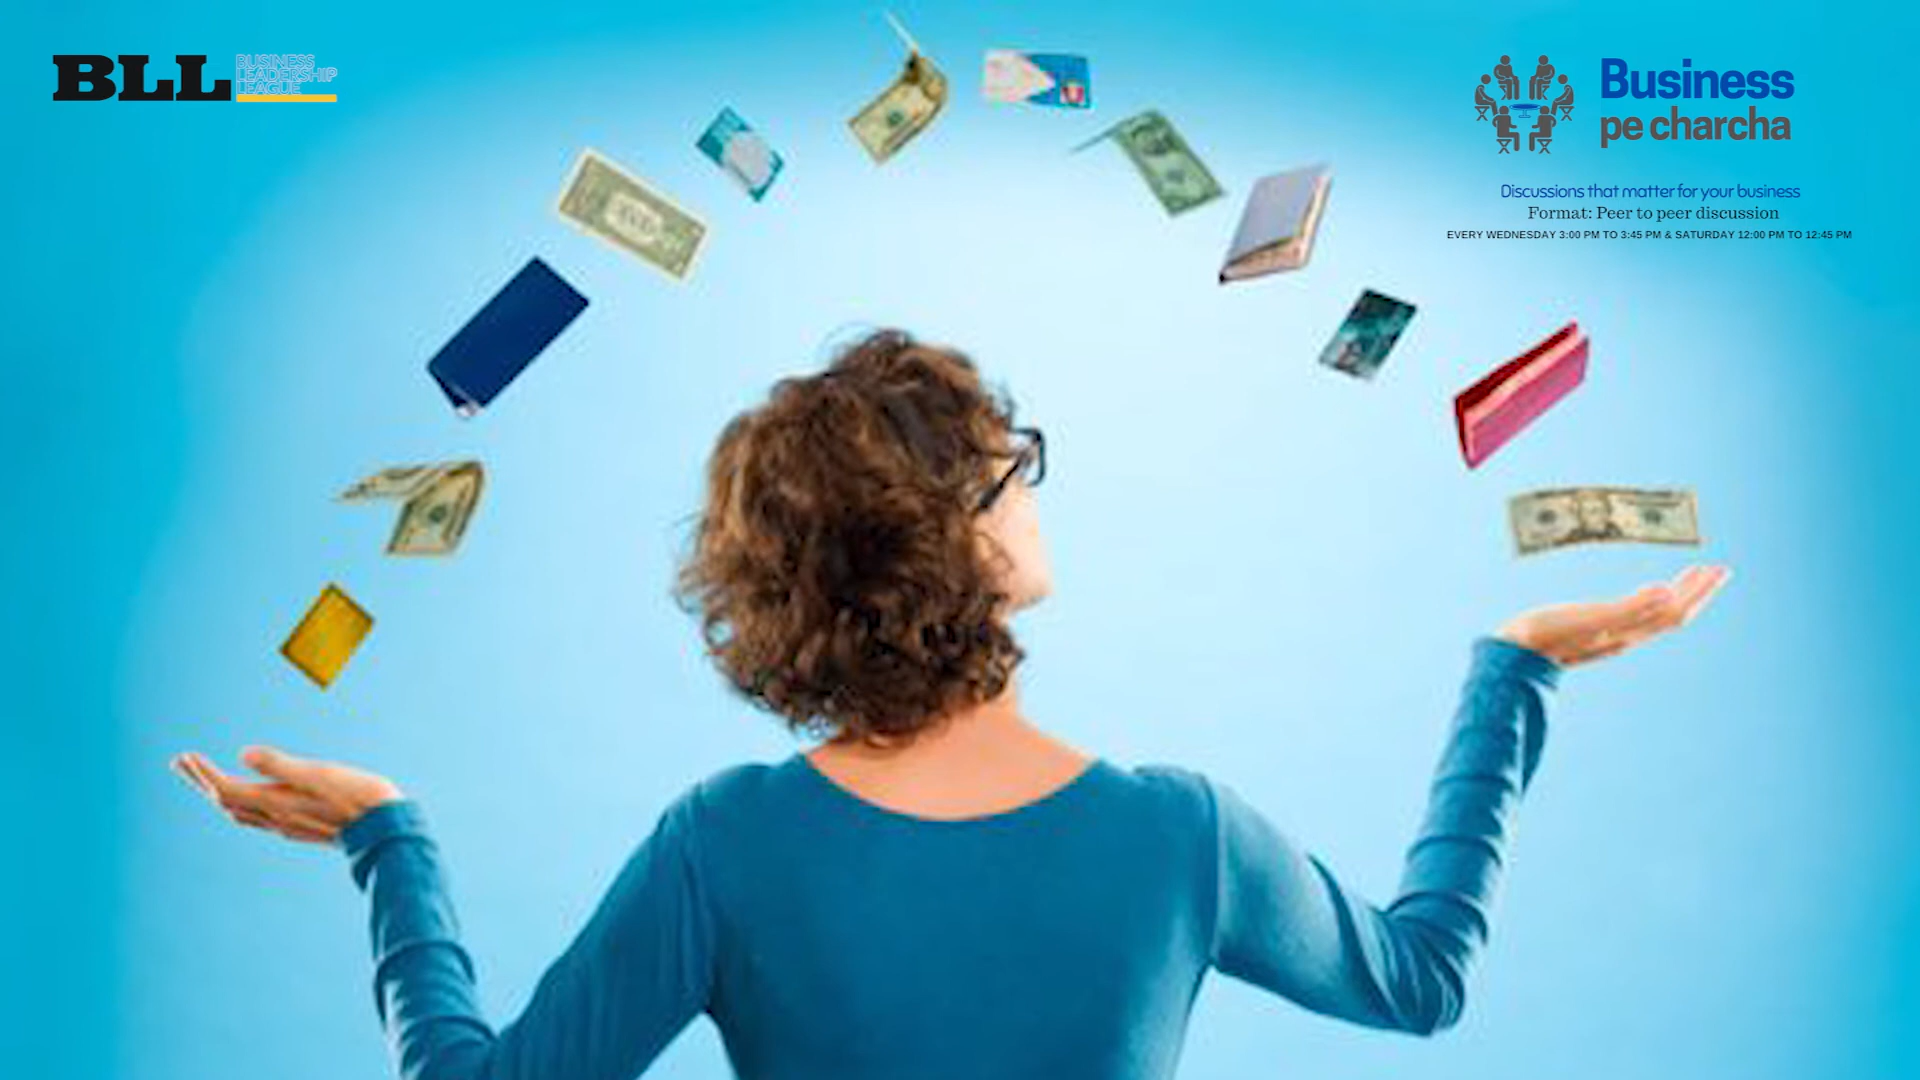 BLL
BUSINESS
LEADERSHIP
LEAGUE
Business
pe charcha
Discussions that matter for your business
Format: Peer to peer discussion
EVERY WEDNESDAY 3:00 PM TO 3:45 PM & SATURDAY 12:00 PM TO 12:45 PM